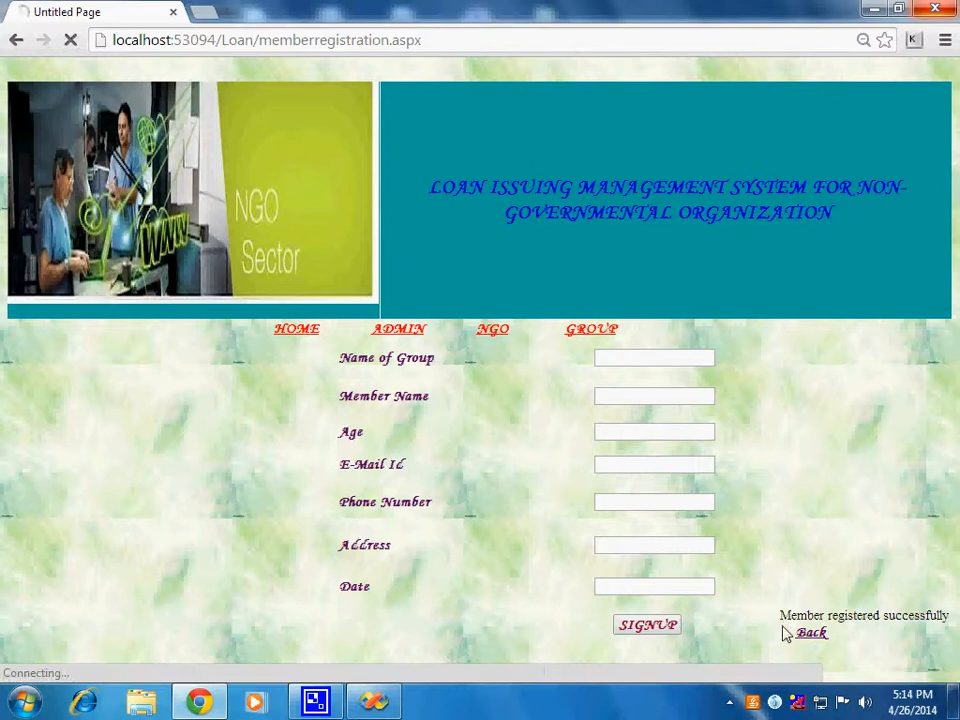 Untitled Page
localhost:53094/Loan/memberregistration.aspx
K
NGO
Sector
LOAN ISSUING MANAGEMENT SYSTEM FOR NON-
GOVERNMENTAL ORGANIZATION
HOME ADMIN NGO GROUP
Name of Group
Member Name
Age
E-Mail Id
Phone Number
Address
Date
SIGNUP
Member registered successfully
Back
Connecting...
5:14 PM
4/26/2014